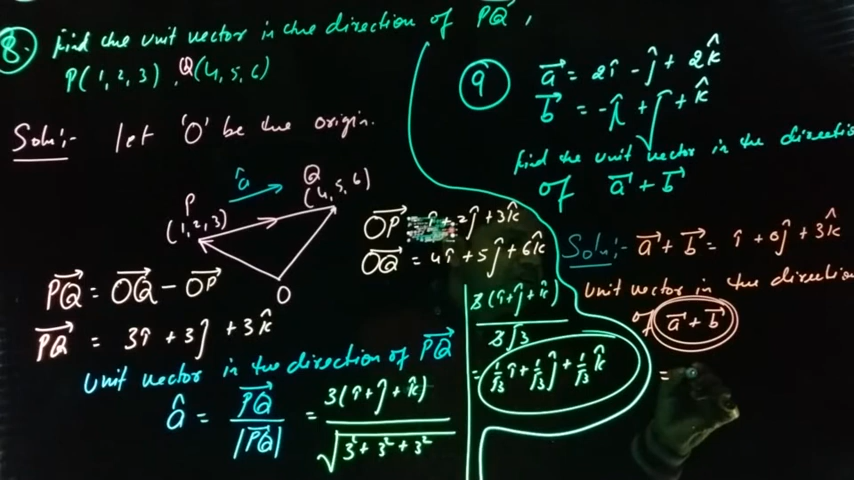 8. Find the unit vector in the direction of PQ⃗,
P(1,2,3), Q(4,5,6)
Soln:- let 'O' be the origin.
â
P
(1,2,3)
Q
(4,5,6)
O
OP⃗ = î + 2ĵ + 3k̂
OQ⃗ = 4î + 5ĵ + 6k̂
PQ⃗ = OQ⃗ − OP⃗
PQ⃗ = 3î + 3ĵ + 3k̂
Unit vector in the direction of PQ⃗
â = PQ⃗/|PQ⃗| = 3(î+ĵ+k̂)/√3²+3²+3²
3(î+ĵ+k̂)/3√3
= 1/√3 î + 1/√3 ĵ + 1/√3 k̂
9 a⃗ = 2î − ĵ + 2k̂
b⃗ = −î + ĵ + k̂
find the unit vector in the direction
of a⃗ + b⃗
Soln:- a⃗ + b⃗ = î + 0ĵ + 3k̂
Unit vector in the direction
of a⃗ + b⃗
=